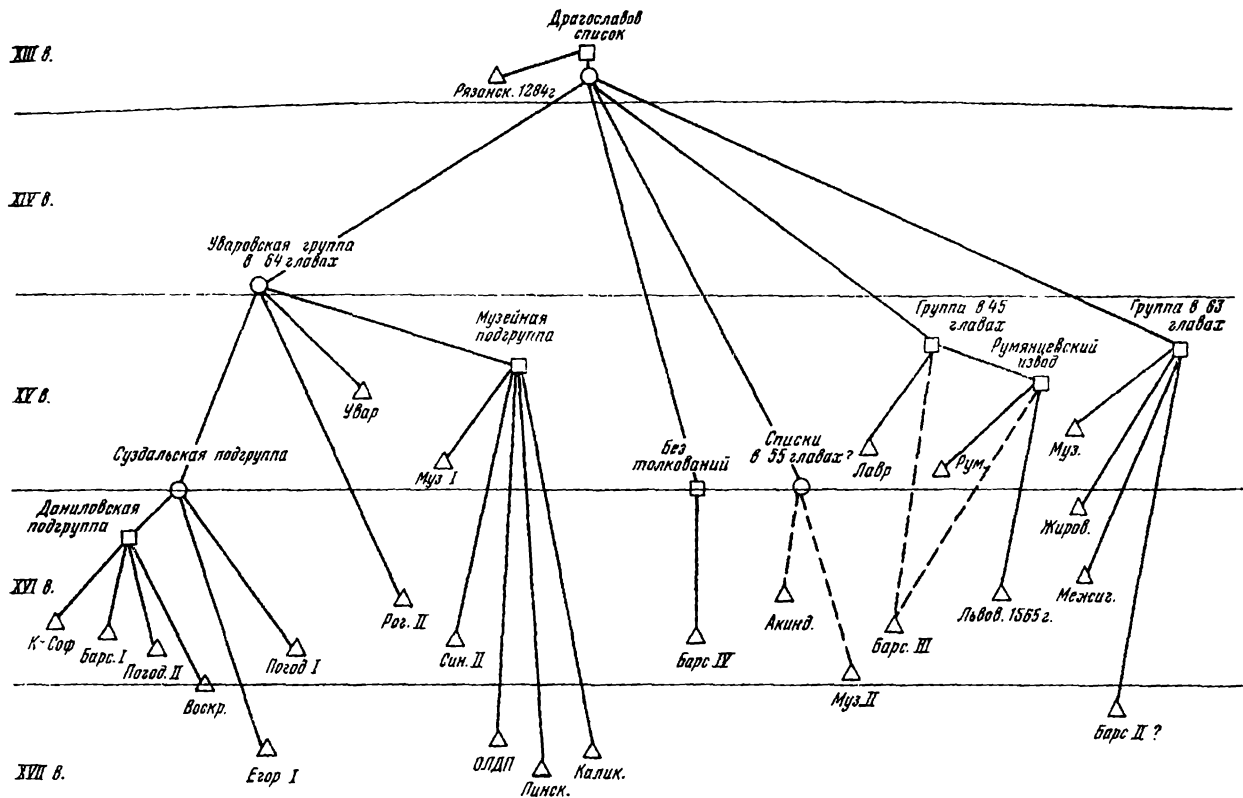 Драгославов
список
XIII в.
Рязанск. 1284г
XIV в.
Уваровская группа
в 64 главах
Музейная
подгруппа
Группа в 45
главах
Румянцевский
извод
Группа в 63
главах
XV в.
Увар
Муз I
Суздальская подгруппа
Без
толкований
Списки
в 55 главах?
Лавр
Рум.
Муз.
Даниловская
подгруппа
Жиров.
XVI в.
К-Соф
Барс. I
Погод. II
Воскр.
Погод I
Рог. II
Син. II
Барс IV
Акинд.
Муз. II
Барс. III
Львов. 1565г.
Межиг.
Барс II ?
XVII в.
Егор I
ОЛДП
Пинск.
Калик.